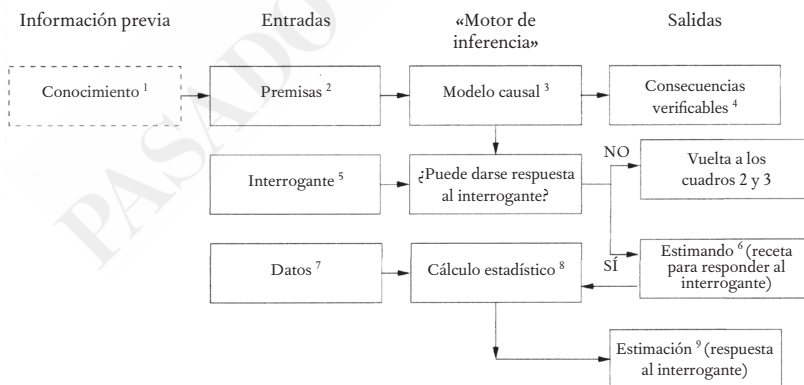 Información previa
Entradas
«Motor de
inferencia»
Salidas
Conocimiento 1
Premisas 2
Modelo causal 3
Consecuencias
verificables 4
Interrogante 5
¿Puede darse respuesta
al interrogante?
NO
Vuelta a los
cuadros 2 y 3
SÍ
Estimando 6 (receta
para responder al
interrogante)
Datos 7
Cálculo estadístico 8
Estimación 9 (respuesta
al interrogante)
PASADO